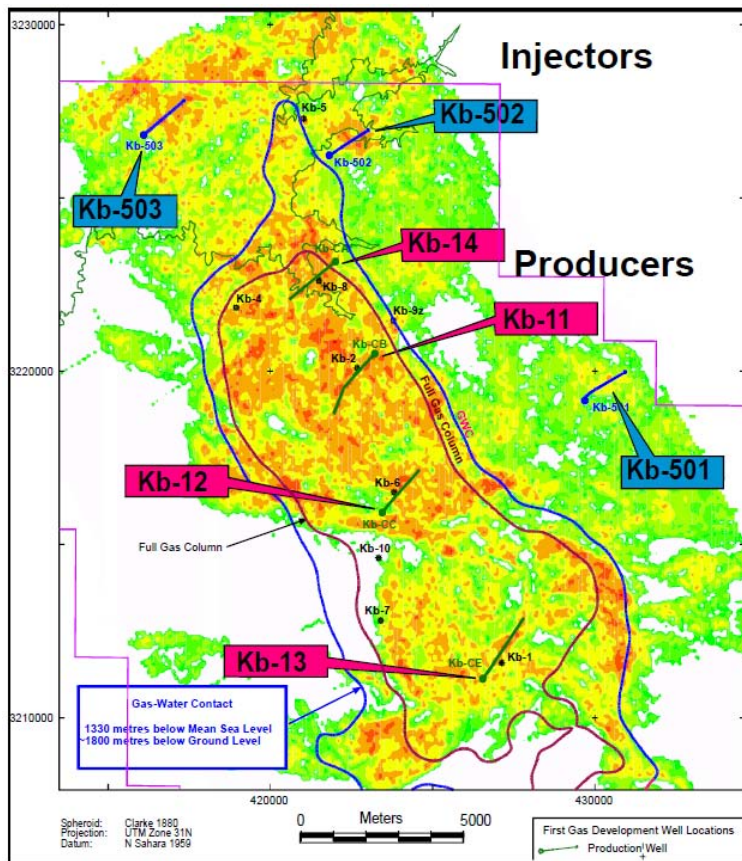 3230000
Injectors
Kb-5
Kb-502
Kb-503
Kb-502
Kb-503
Kb-14
Producers
Kb-CA
Kb-8
Kb-4
Kb-9z
Kb-11
Kb-CB
Kb-2
3220000
Full Gas Column
GWC
Kb-501
Kb-501
Kb-12
Kb-6
Kb-CC
Full Gas Column
Kb-10
Kb-7
Kb-13
Kb-CE
Kb-1
3210000
Gas-Water Contact
1330 metres below Mean Sea Level
~1800 metres below Ground Level
420000
430000
Spheroid: Clarke 1880
Projection: UTM Zone 31N
Datum: N Sahara 1959
0 Meters 5000
First Gas Development Well Locations
Production Well